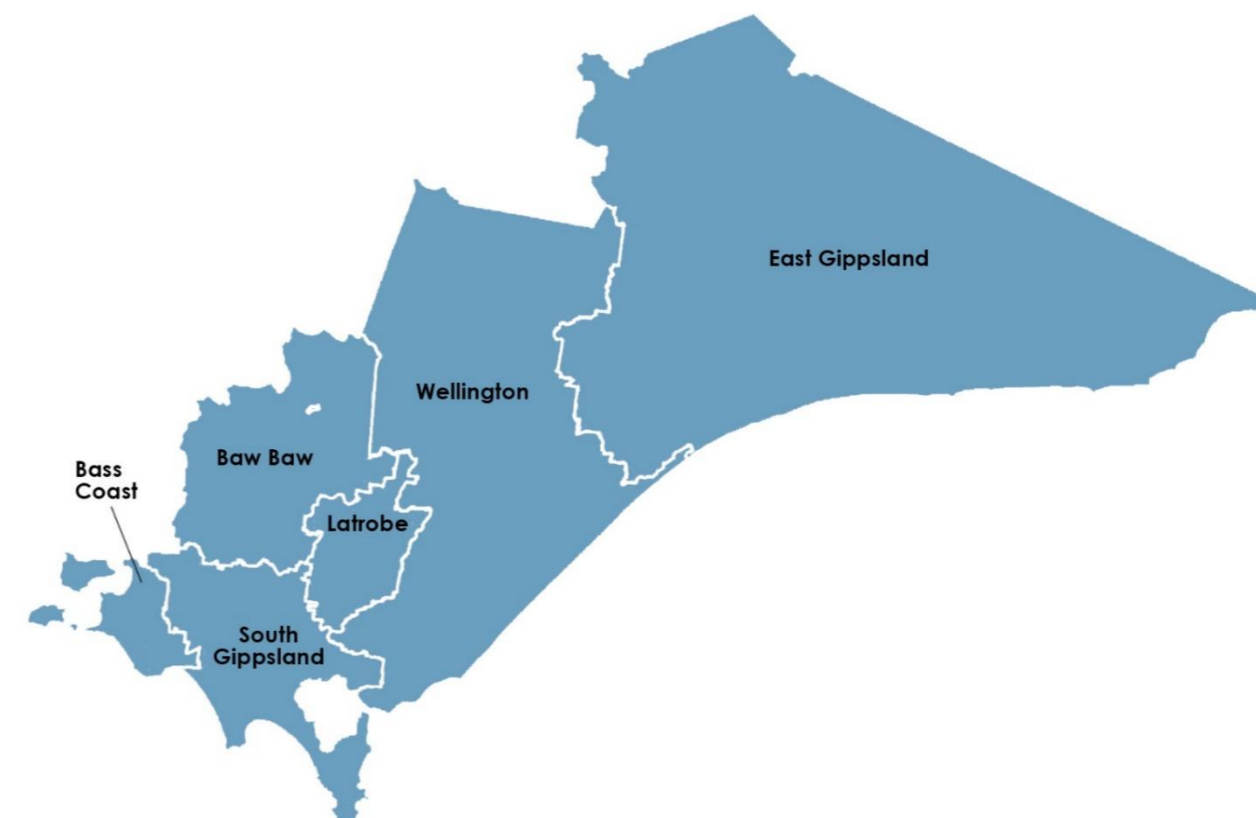 East Gippsland
Wellington
Baw Baw
Bass
Coast
Latrobe
South
Gippsland